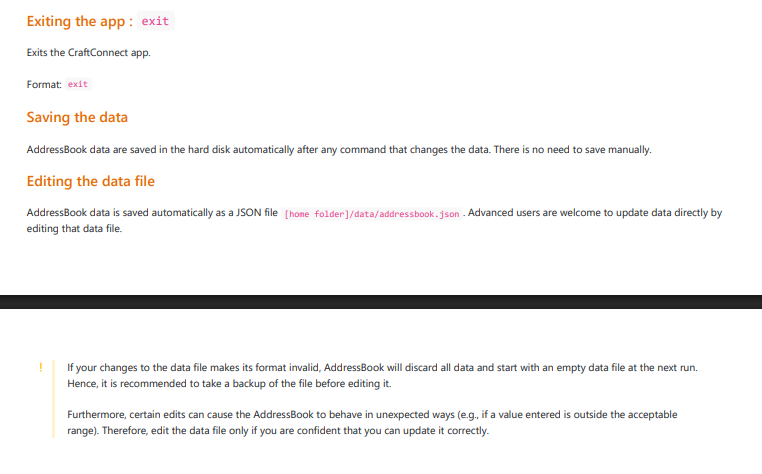 Exiting the app : exit
Exits the CraftConnect app.
Format: exit
Saving the data
AddressBook data are saved in the hard disk automatically after any command that changes the data. There is no need to save manually.
Editing the data file
AddressBook data is saved automatically as a JSON file [home folder]/data/addressbook.json . Advanced users are welcome to update data directly by
editing that data file.
! If your changes to the data file makes its format invalid, AddressBook will discard all data and start with an empty data file at the next run.
Hence, it is recommended to take a backup of the file before editing it.
Furthermore, certain edits can cause the AddressBook to behave in unexpected ways (e.g., if a value entered is outside the acceptable
range). Therefore, edit the data file only if you are confident that you can update it correctly.